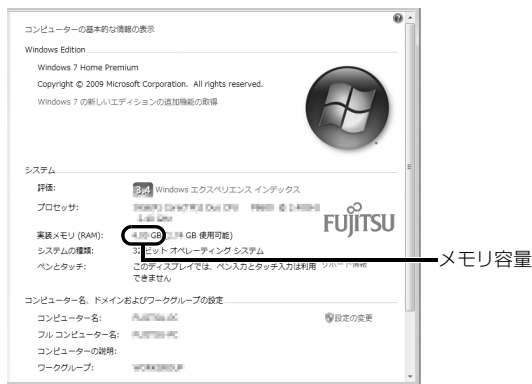 コンピューターの基本的な情報の表示
Windows Edition
Windows 7 Home Premium
Copyright © 2009 Microsoft Corporation. All rights reserved.
Windows 7 の新しいエディションの追加機能の取得
システム
評価:
3.4 Windows エクスペリエンス インデックス
プロセッサ:
FUJITSU
実装メモリ (RAM): GB GB 使用可能)
システムの種類: 32 ビット オペレーティング システム
メモリ容量
ペンとタッチ: このディスプレイでは、ペン入力とタッチ入力は利用
できません
サポート情報
コンピューター名、ドメインおよびワークグループの設定
コンピューター名:
設定の変更
フル コンピューター名:
コンピューターの説明:
ワークグループ: WORKGROUP